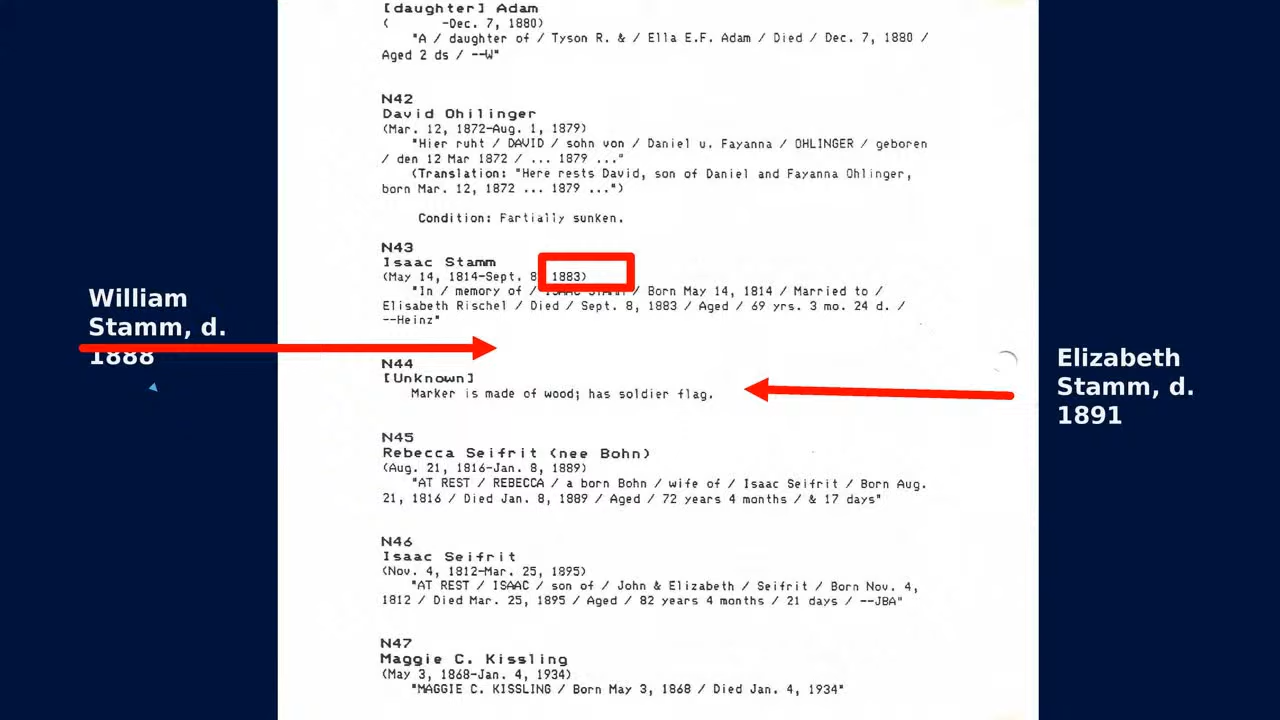 [daughter] Adam
( -Dec. 7, 1880)
"A / daughter of / Tyson R. & / Ella E.F. Adam / Died / Dec. 7, 1880 /
Aged 2 ds / --W"
N42
David Ohilinger
(Mar. 12, 1872-Aug. 1, 1879)
"Hier ruht / DAVID / sohn von / Daniel u. Fayanna / OHLINGER / geboren
/ den 12 Mar 1872 / ... 1879 ..."
(Translation: "Here rests David, son of Daniel and Fayanna Ohlinger,
born Mar. 12, 1872 ... 1879 ...")
Condition: Partially sunken.
N43
Isaac Stamm
(May 14, 1814-Sept. 8, 1883)
"In / memory of / ISAAC STAMM / Born May 14, 1814 / Married to /
Elisabeth Rischel / Died / Sept. 8, 1883 / Aged / 69 yrs. 3 mo. 24 d. /
--Heinz"
William
Stamm, d.
1888
N44
[Unknown]
Marker is made of wood; has soldier flag.
Elizabeth
Stamm, d.
1891
N45
Rebecca Seifrit (nee Bohn)
(Aug. 21, 1816-Jan. 8, 1889)
"AT REST / REBECCA / a born Bohn / wife of / Isaac Seifrit / Born Aug.
21, 1816 / Died Jan. 8, 1889 / Aged / 72 years 4 months / & 17 days"
N46
Isaac Seifrit
(Nov. 4, 1812-Mar. 25, 1895)
"AT REST / ISAAC / son of / John & Elizabeth / Seifrit / Born Nov. 4,
1812 / Died Mar. 25, 1895 / Aged / 82 years 4 months / 21 days / --JBA"
N47
Maggie C. Kissling
(May 3, 1868-Jan. 4, 1934)
"MAGGIE C. KISSLING / Born May 3, 1868 / Died Jan. 4, 1934"